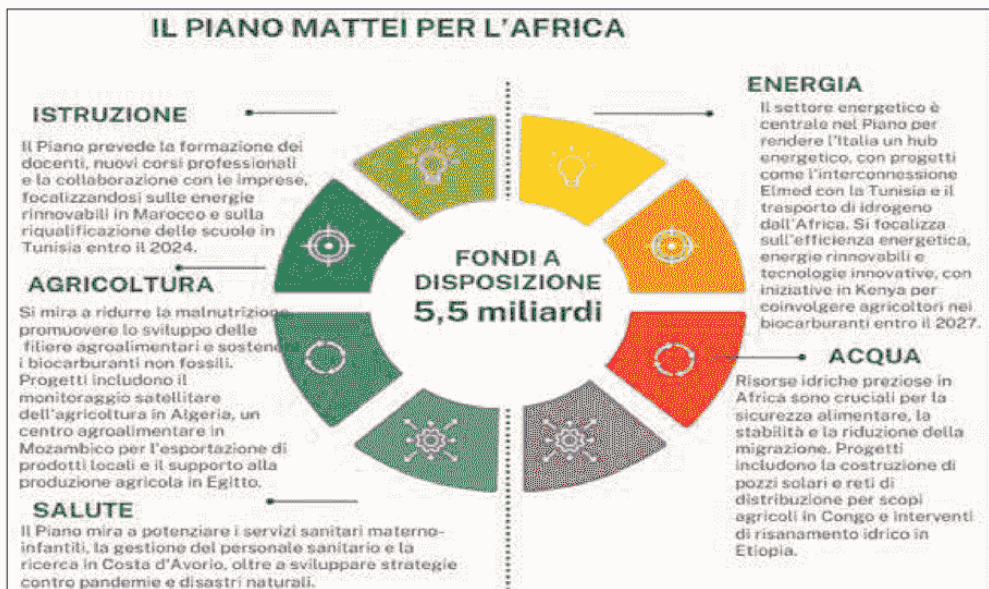 IL PIANO MATTEI PER L'AFRICA
ISTRUZIONE
Il Piano prevede la formazione dei
docenti, nuovi corsi professionali
e la collaborazione con le imprese,
focalizzandosi sulle energie
rinnovabili in Marocco e sulla
riqualificazione delle scuole in
Tunisia entro il 2024.
AGRICOLTURA
Si mira a ridurre la malnutrizione,
promuovere lo sviluppo delle
filiere agroalimentari e sostenere
i biocarburanti non fossili.
Progetti includono il
monitoraggio satellitare
dell'agricoltura in Algeria, un
centro agroalimentare in
Mozambico per l'esportazione di
prodotti locali e il supporto alla
produzione agricola in Egitto.
SALUTE
Il Piano mira a potenziare i servizi sanitari materno-
infantili, la gestione del personale sanitario e la
ricerca in Costa d'Avorio, oltre a sviluppare strategie
contro pandemie e disastri naturali.
FONDI A
DISPOSIZIONE
5,5 miliardi
ENERGIA
Il settore energetico è
centrale nel Piano per
rendere l'Italia un hub
energetico, con progetti
come l'interconnessione
Elmed con la Tunisia e il
trasporto di idrogeno
dall'Africa. Si focalizza
sull'efficienza energetica,
energie rinnovabili e
tecnologie innovative, con
iniziative in Kenya per
coinvolgere agricoltori nei
biocarburanti entro il 2027.
ACQUA
Risorse idriche preziose in
Africa sono cruciali per la
sicurezza alimentare, la
stabilità e la riduzione della
migrazione. Progetti
includono la costruzione di
pozzi solari e reti di
distribuzione per scopi
agricoli in Congo e interventi
di risanamento idrico in
Etiopia.